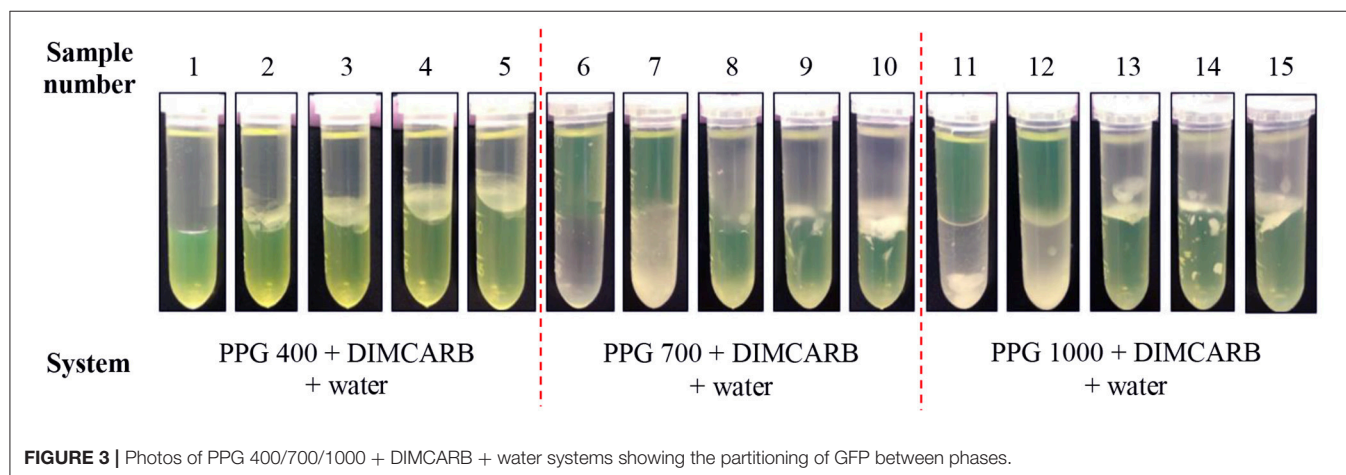 Sample number
1 2 3 4 5 6 7 8 9 10 11 12 13 14 15
System
PPG 400 + DIMCARB + water
PPG 700 + DIMCARB + water
PPG 1000 + DIMCARB + water
FIGURE 3 | Photos of PPG 400/700/1000 + DIMCARB + water systems showing the partitioning of GFP between phases.